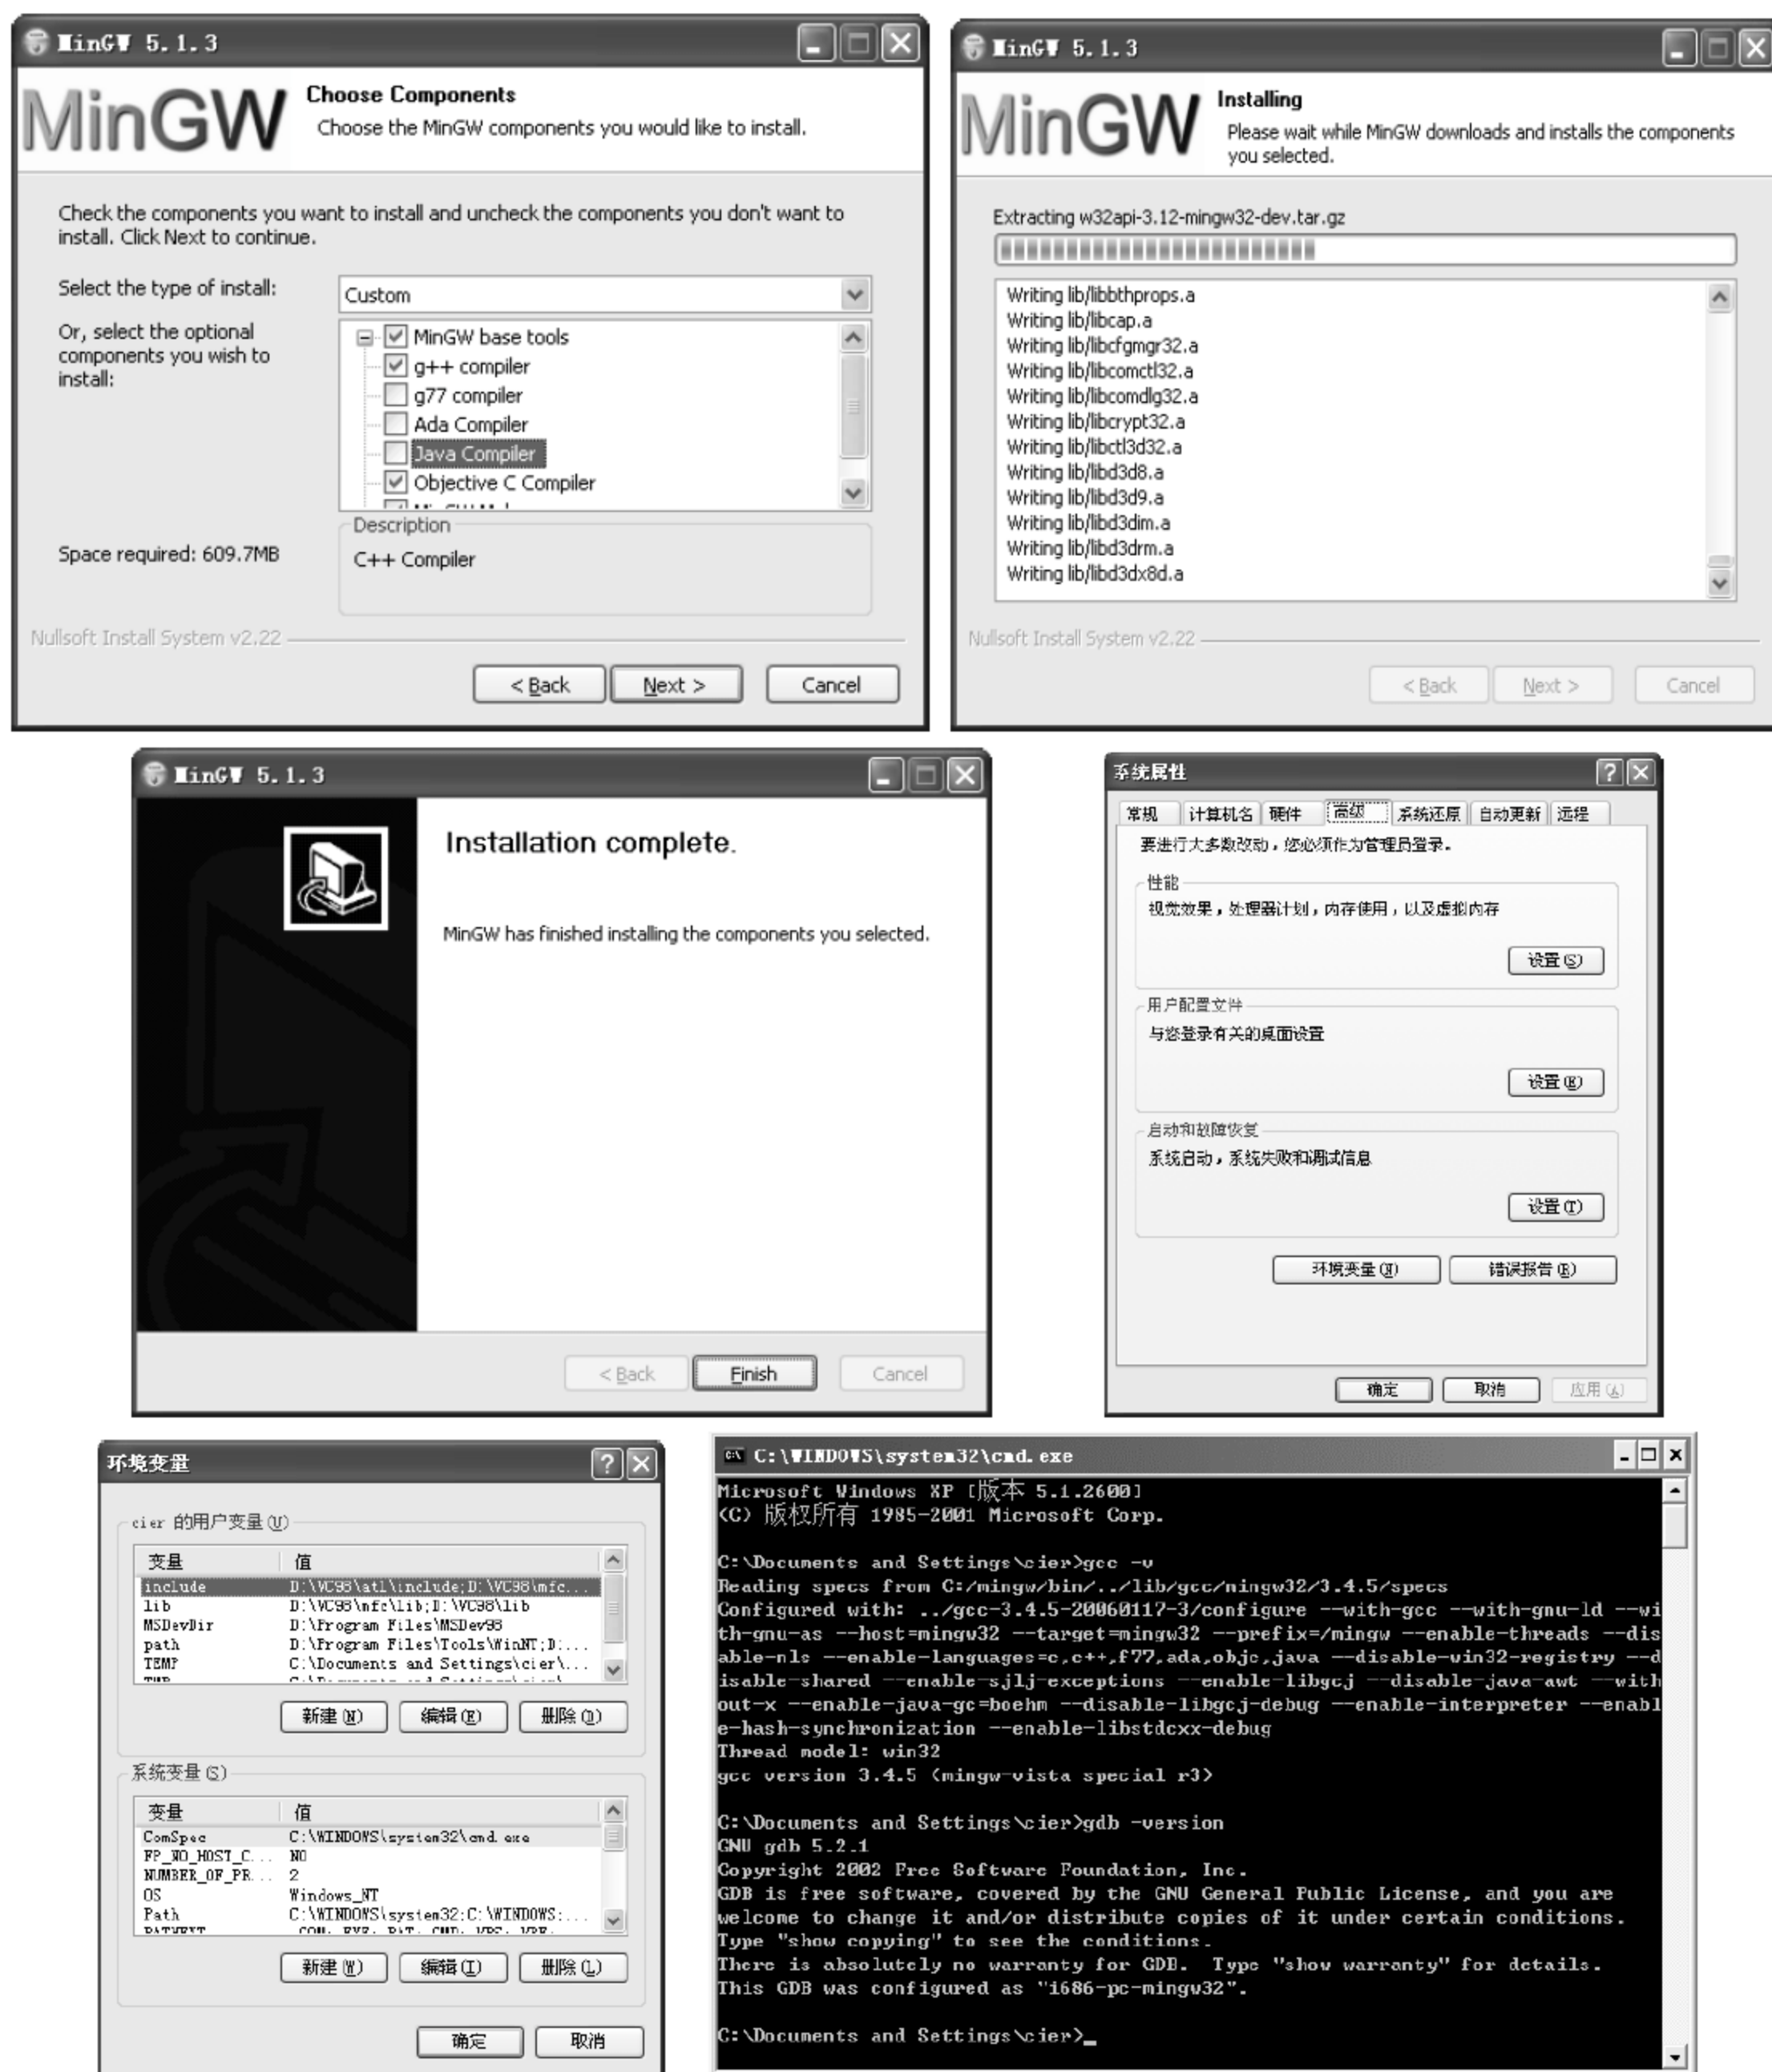 MinGW 5.1.3
MinGW
Choose Components
Choose the MinGW components you would like to install.
Check the components you want to install and uncheck the components you don't want to
install. Click Next to continue.
Select the type of install:
Custom
Or, select the optional
components you wish to
install:
MinGW base tools
g++ compiler
g77 compiler
Ada Compiler
Java Compiler
Objective C Compiler
Description
C++ Compiler
Space required: 609.7MB
Nullsoft Install System v2.22
< Back
Next >
Cancel
MinGW 5.1.3
MinGW
Installing
Please wait while MinGW downloads and installs the components
you selected.
Extracting w32api-3.12-mingw32-dev.tar.gz
Writing lib/libbthprops.a
Writing lib/libcap.a
Writing lib/libcfgmgr32.a
Writing lib/libcomctl32.a
Writing lib/libcomdlg32.a
Writing lib/libcrypt32.a
Writing lib/libctl3d32.a
Writing lib/libd3d8.a
Writing lib/libd3d9.a
Writing lib/libd3dim.a
Writing lib/libd3drm.a
Writing lib/libd3dx8d.a
Nullsoft Install System v2.22
< Back
Next >
Cancel
MinGW 5.1.3
Installation complete.
MinGW has finished installing the components you selected.
< Back
Finish
Cancel
系统属性
常规 计算机名 硬件 高级 系统还原 自动更新 远程
要进行大多数改动，您必须作为管理员登录。
性能
视觉效果，处理器计划，内存使用，以及虚拟内存
设置(S)
用户配置文件
与您登录有关的桌面设置
设置(E)
启动和故障恢复
系统启动，系统失败和调试信息
设置(T)
环境变量(N)
错误报告(R)
确定
取消
应用(A)
环境变量
cier 的用户变量(U)
变量 值
include D:\VC98\atl\include;D:\VC98\mfc...
lib D:\VC98\mfc\lib;D:\VC98\lib
MSDevDir D:\Program Files\MSDev98
path D:\Program Files\Tools\WinNT;D:...
TEMP C:\Documents and Settings\cier\...
新建(N)
编辑(E)
删除(D)
系统变量(S)
变量 值
ComSpec C:\WINDOWS\system32\cmd.exe
FP_NO_HOST_C... NO
NUMBER_OF_PR... 2
OS Windows_NT
Path C:\WINDOWS\system32;C:\WINDOWS;...
新建(W)
编辑(I)
删除(L)
确定
取消
C:\WINDOWS\system32\cmd.exe
Microsoft Windows XP [版本 5.1.2600]
(C) 版权所有 1985-2001 Microsoft Corp.
C:\Documents and Settings\cier>gcc -v
Reading specs from C:/mingw/bin/../lib/gcc/mingw32/3.4.5/specs
Configured with: ../gcc-3.4.5-20060117-3/configure --with-gcc --with-gnu-ld --wi
th-gnu-as --host=mingw32 --target=mingw32 --prefix=/mingw --enable-threads --dis
able-nls --enable-languages=c,c++,f77,ada,objc,java --disable-win32-registry --d
isable-shared --enable-sjlj-exceptions --enable-libgcj --disable-java-awt --with
out-x --enable-java-gc=boehm --disable-libgcj-debug --enable-interpreter --enabl
e-hash-synchronization --enable-libstdcxx-debug
Thread model: win32
gcc version 3.4.5 (mingw-vista special r3)
C:\Documents and Settings\cier>gdb -version
GNU gdb 5.2.1
Copyright 2002 Free Software Foundation, Inc.
GDB is free software, covered by the GNU General Public License, and you are
welcome to change it and/or distribute copies of it under certain conditions.
Type "show copying" to see the conditions.
There is absolutely no warranty for GDB.  Type "show warranty" for details.
This GDB was configured as "i686-pc-mingw32".
C:\Documents and Settings\cier>_